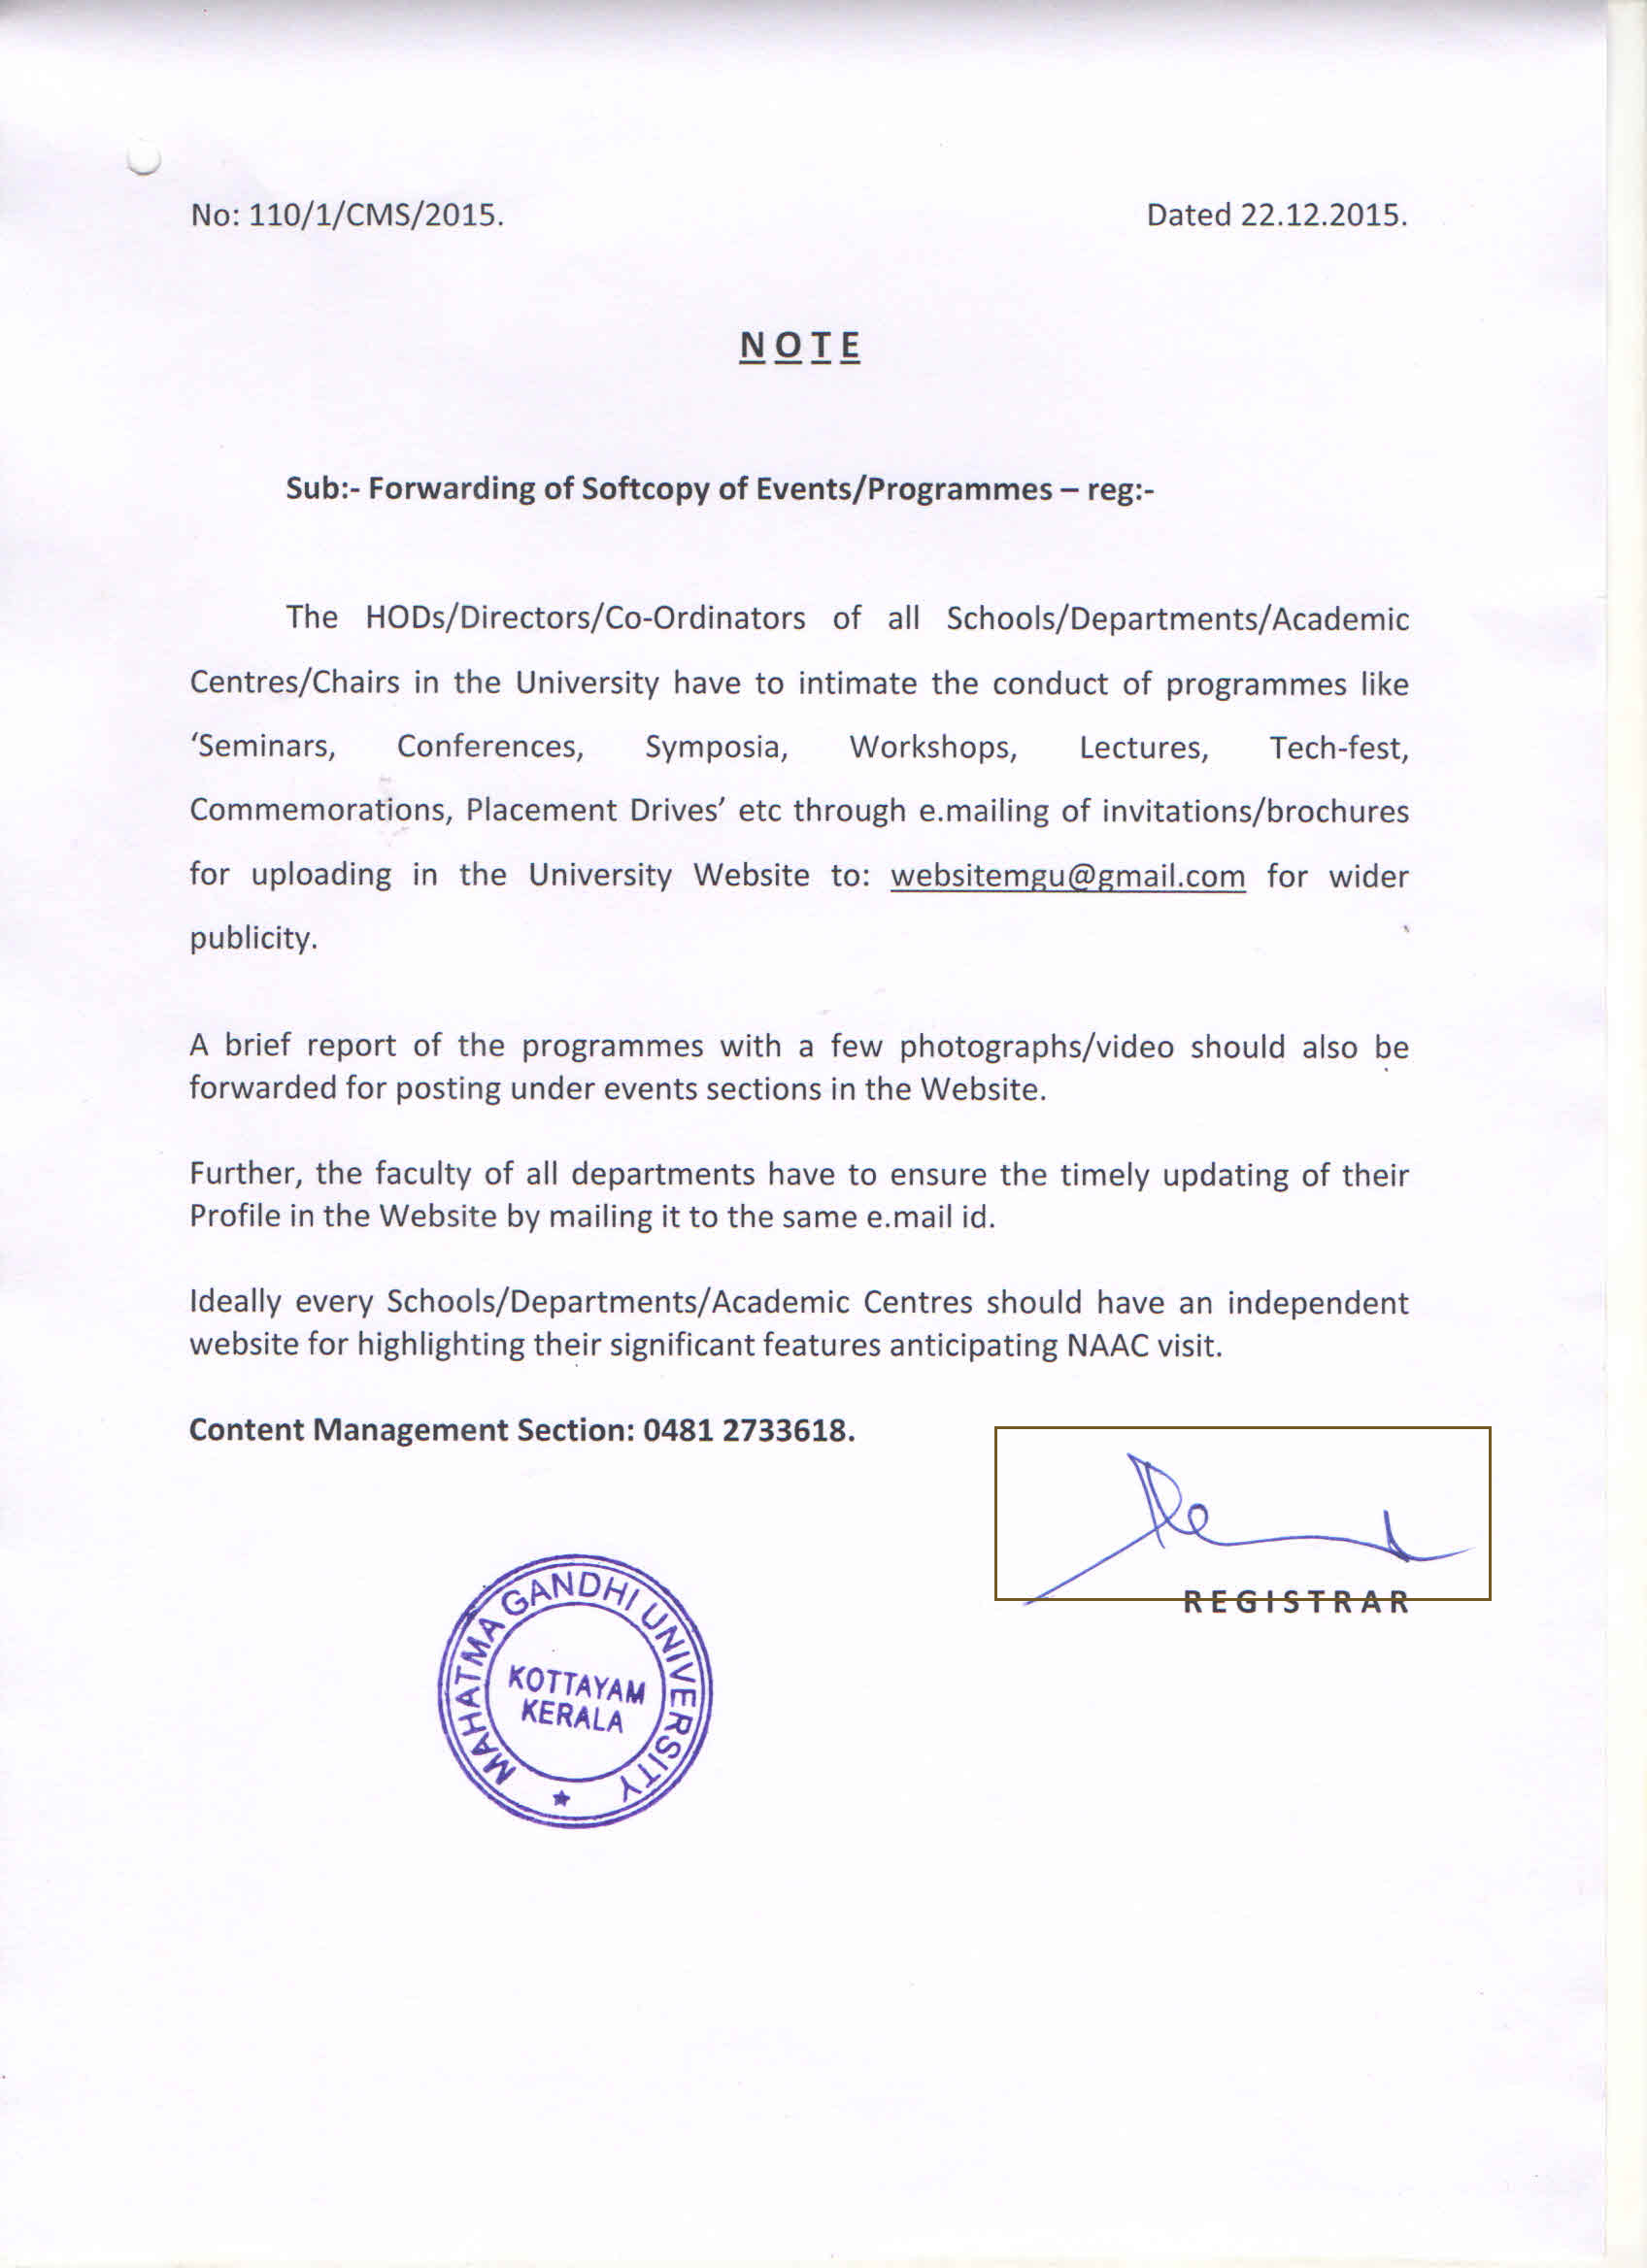 No: 110/1/CMS/2015. Dated 22.12.2015.
NOTE
Sub:- Forwarding of Softcopy of Events/Programmes – reg:-
The HODs/Directors/Co-Ordinators of all Schools/Departments/Academic
Centres/Chairs in the University have to intimate the conduct of programmes like
‘Seminars, Conferences, Symposia, Workshops, Lectures, Tech-fest,
Commemorations, Placement Drives’ etc through e.mailing of invitations/brochures
for uploading in the University Website to: websitemgu@gmail.com for wider
publicity.
A brief report of the programmes with a few photographs/video should also be
forwarded for posting under events sections in the Website.
Further, the faculty of all departments have to ensure the timely updating of their
Profile in the Website by mailing it to the same e.mail id.
Ideally every Schools/Departments/Academic Centres should have an independent
website for highlighting their significant features anticipating NAAC visit.
Content Management Section: 0481 2733618.
REGISTRAR
MAHATMA GANDHI UNIVERSITY
KOTTAYAM
KERALA